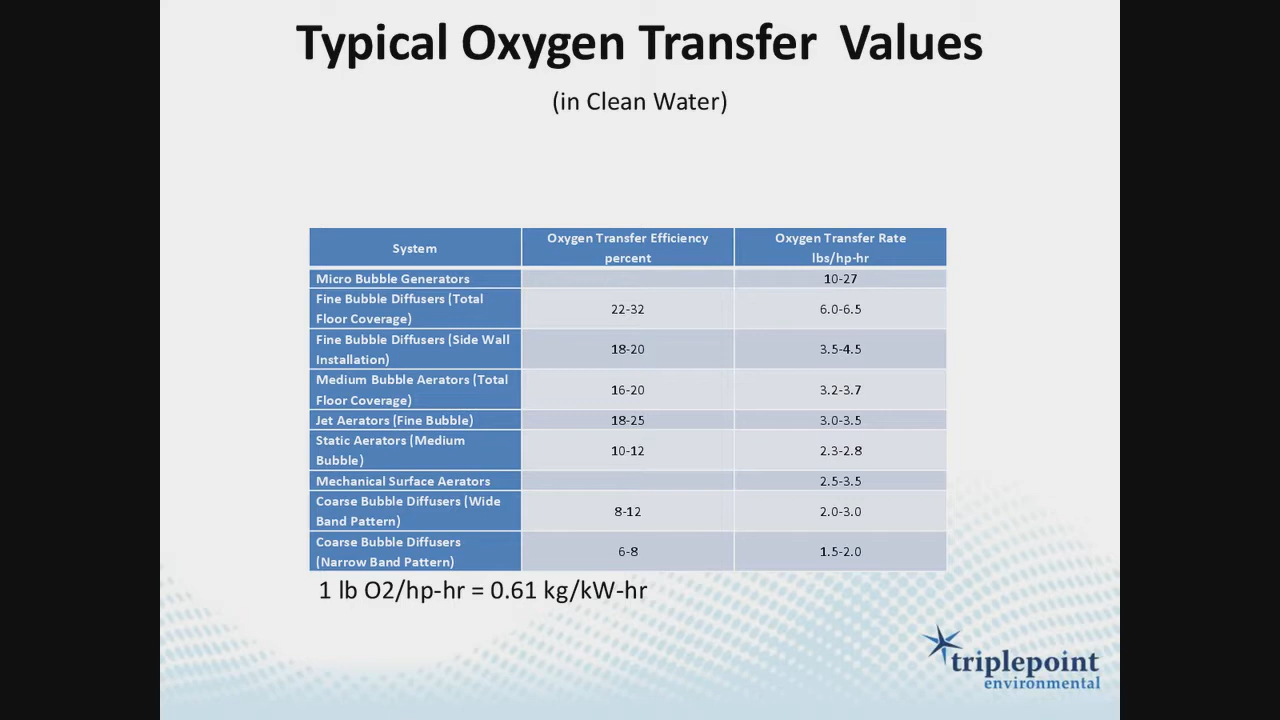 Typical Oxygen Transfer Values
(in Clean Water)
System
Oxygen Transfer Efficiency
percent
Oxygen Transfer Rate
lbs/hp-hr
Micro Bubble Generators
10-27
Fine Bubble Diffusers (Total
Floor Coverage)
22-32
6.0-6.5
Fine Bubble Diffusers (Side Wall
Installation)
18-20
3.5-4.5
Medium Bubble Aerators (Total
Floor Coverage)
16-20
3.2-3.7
Jet Aerators (Fine Bubble)
18-25
3.0-3.5
Static Aerators (Medium
Bubble)
10-12
2.3-2.8
Mechanical Surface Aerators
2.5-3.5
Coarse Bubble Diffusers (Wide
Band Pattern)
8-12
2.0-3.0
Coarse Bubble Diffusers
(Narrow Band Pattern)
6-8
1.5-2.0
1 lb O2/hp-hr = 0.61 kg/kW-hr
triplepoint
environmental